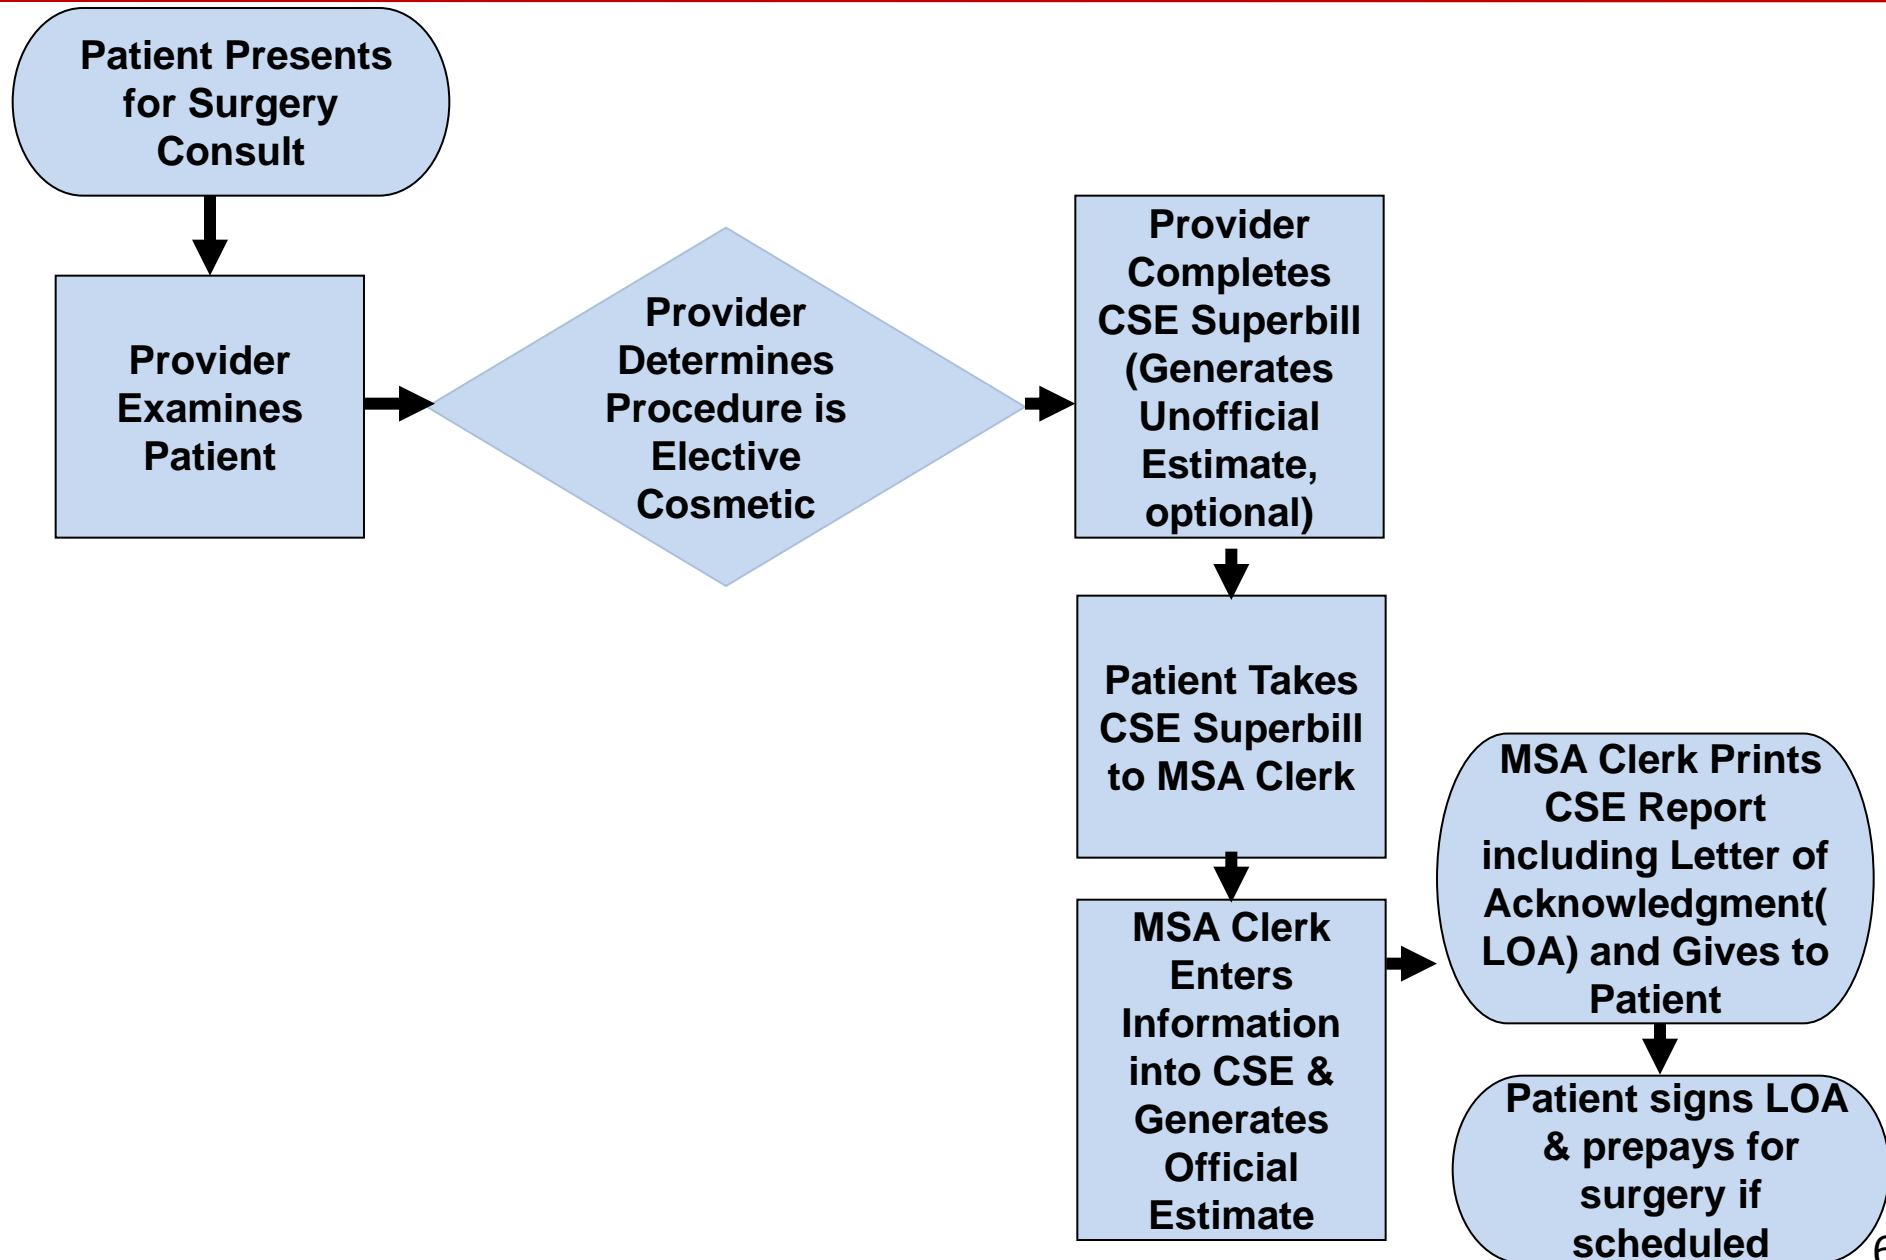 Patient Presents
for Surgery
Consult
Provider
Examines
Patient
Provider
Determines
Procedure is
Elective
Cosmetic
Provider
Completes
CSE Superbill
(Generates
Unofficial
Estimate,
optional)
Patient Takes
CSE Superbill
to MSA Clerk
MSA Clerk
Enters
Information
into CSE &
Generates
Official
Estimate
MSA Clerk Prints
CSE Report
including Letter of
Acknowledgment(
LOA) and Gives to
Patient
Patient signs LOA
& prepays for
surgery if
scheduled